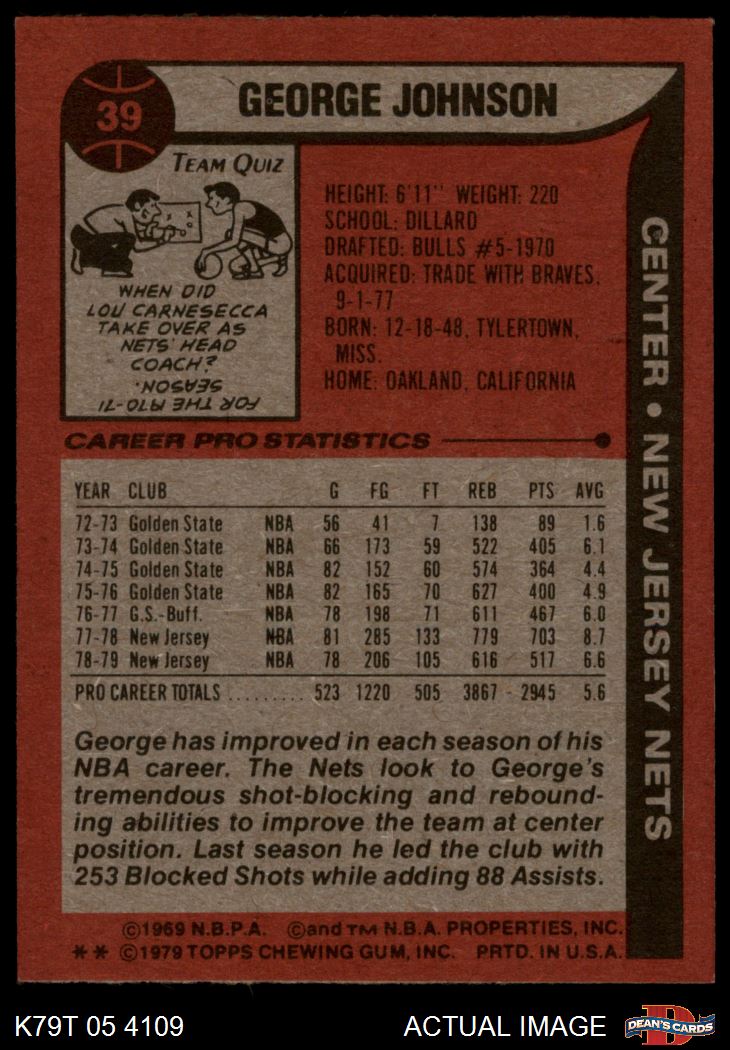 39
GEORGE JOHNSON
TEAM QUIZ
X X
WHEN DID
LOU CARNESECCA
TAKE OVER AS
NETS' HEAD
COACH?
FOR THE 1970-71
SEASON.
HEIGHT: 6'11" WEIGHT: 220
SCHOOL: DILLARD
DRAFTED: BULLS #5-1970
ACQUIRED: TRADE WITH BRAVES,
9-1-77
BORN: 12-18-48, TYLERTOWN,
MISS.
HOME: OAKLAND, CALIFORNIA
CENTER • NEW JERSEY NETS
CAREER PRO STATISTICS
YEAR CLUB G FG FT REB PTS AVG
72-73 Golden State NBA 56 41 7 138 89 1.6
73-74 Golden State NBA 66 173 59 522 405 6.1
74-75 Golden State NBA 82 152 60 574 364 4.4
75-76 Golden State NBA 82 165 70 627 400 4.9
76-77 G.S.-Buff. NBA 78 198 71 611 467 6.0
77-78 New Jersey NBA 81 285 133 779 703 8.7
78-79 New Jersey NBA 78 206 105 616 517 6.6
PRO CAREER TOTALS ......... 523 1220 505 3867 2945 5.6
George has improved in each season of his
NBA career. The Nets look to George's
tremendous shot-blocking and rebound-
ing abilities to improve the team at center
position. Last season he led the club with
253 Blocked Shots while adding 88 Assists.
©1969 N.B.P.A. ©and TM N.B.A. PROPERTIES, INC.
** ©1979 TOPPS CHEWING GUM, INC. PRTD. IN U.S.A.
K79T 05 4109
ACTUAL IMAGE
D
DEAN'S CARDS